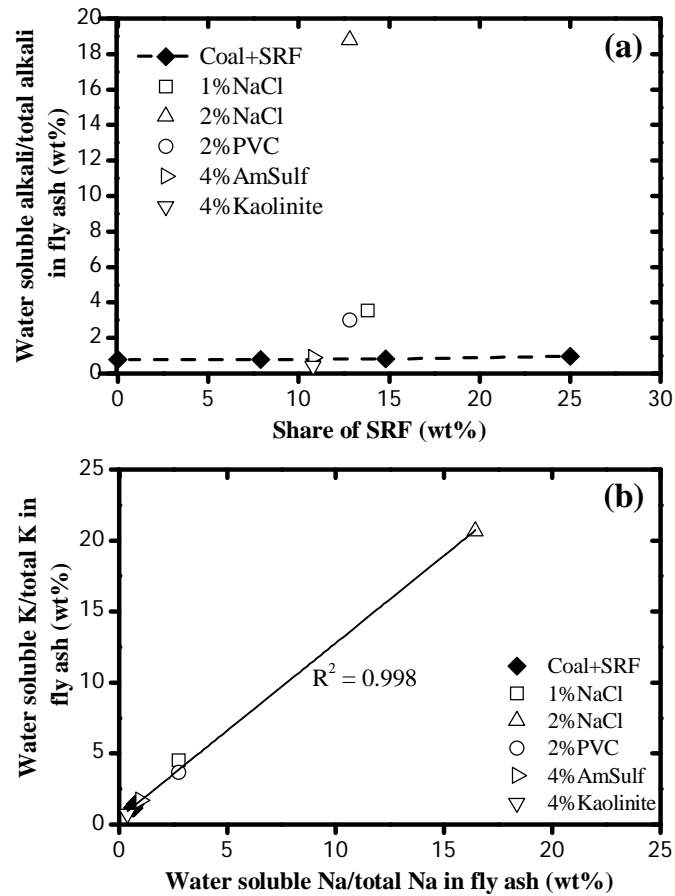 (a)
Water soluble alkali/total alkali
in fly ash (wt%)
20
18
16
14
12
10
8
6
4
2
0
Coal+SRF
1%NaCl
2%NaCl
2%PVC
4%AmSulf
4%Kaolinite
0 5 10 15 20 25 30
Share of SRF (wt%)
(b)
Water soluble K/total K in
fly ash (wt%)
25
20
15
10
5
0
R² = 0.998
Coal+SRF
1%NaCl
2%NaCl
2%PVC
4%AmSulf
4%Kaolinite
0 5 10 15 20 25
Water soluble Na/total Na in fly ash (wt%)